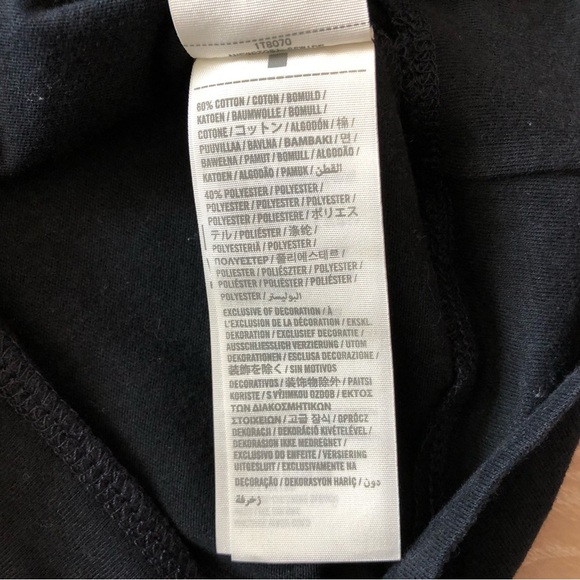 1T8070
60% COTTON / COTON / BOMULD /
KATOEN / BAUMWOLLE / BOMULL /
COTONE / コットン / ALGODÓN / 棉 /
PUUVILLAA / BAVLNA / ΒΑΜΒΑΚΙ / 면 /
BAWEŁNA / PAMUT / BOMULL / ALGODÃO /
KATOEN / ALGODÃO / PAMUK / القطن /
40% POLYESTER / POLYESTER /
POLYESTER / POLYESTER / POLYESTER /
POLYESTER / POLIESTERE / ポリエス
テル / POLIÉSTER / 涤纶 /
POLYESTERIÄ / POLYESTER /
ΠΟΛΥΕΣΤΕΡ / 폴리에스테르 /
POLIESTER / POLIÉSZTER / POLYESTER /
POLIÉSTER / POLYESTER / POLIÉSTER /
POLYESTER / البوليستر /
EXCLUSIVE OF DECORATION / À
L'EXCLUSION DE LA DÉCORATION / EKSKL.
DEKORATION / EXCLUSIEF DECORATIE /
AUSSCHLIESSLICH VERZIERUNG / UTOM
DEKORATIONEN / ESCLUSA DECORAZIONE /
装飾を除く / SIN MOTIVOS
DECORATIVOS / 装饰物除外 / PAITSI
KORISTE / S VÝJIMKOU OZDOB / ΕΚΤΟΣ
ΤΩΝ ΔΙΑΚΟΣΜΗΤΙΚΩΝ
ΣΤΟΙΧΕΙΩΝ / 고급 장식 / OPRÓCZ
DEKORACJI / DEKORÁCIÓ KIVÉTELÉVEL /
DEKORASJON IKKE MEDREGNET /
EXCLUSIVO DO ENFEITE / VERSIERING
UITGESLUIT / EXCLUSIVAMENTE NA
DECORAÇÃO / DEKORASYON HARİÇ / دون
زخرفة